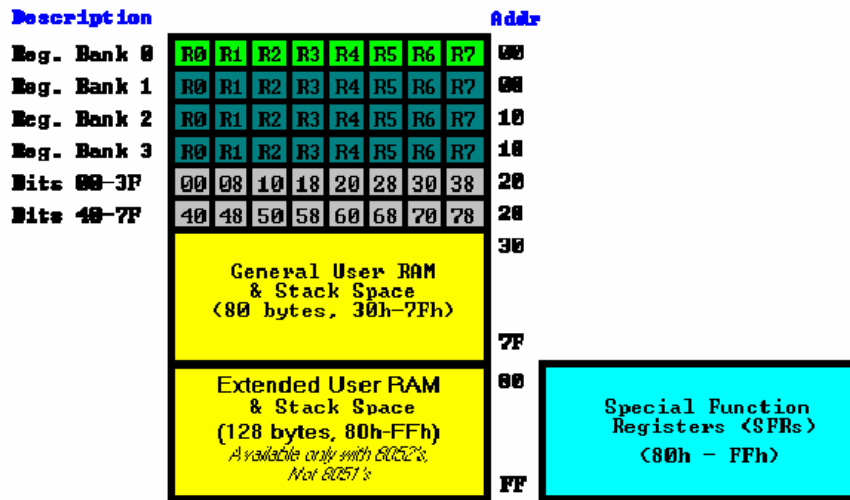 Description Addr
Reg. Bank 0 R0 R1 R2 R3 R4 R5 R6 R7 00
Reg. Bank 1 R0 R1 R2 R3 R4 R5 R6 R7 08
Reg. Bank 2 R0 R1 R2 R3 R4 R5 R6 R7 10
Reg. Bank 3 R0 R1 R2 R3 R4 R5 R6 R7 18
Bits 00-3F 00 08 10 18 20 28 30 38 20
Bits 40-7F 40 48 50 58 60 68 70 78 28
30
General User RAM
& Stack Space
(80 bytes, 30h-7Fh)
7F
80
Extended User RAM
& Stack Space
(128 bytes, 80h-FFh)
Available only with 8052's,
Not 8051's
FF
Special Function
Registers (SFRs)
(80h - FFh)